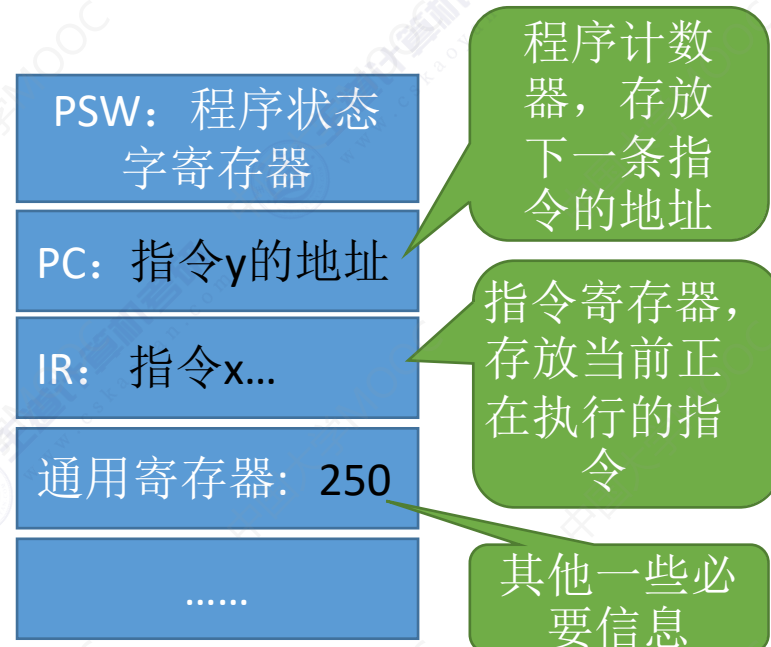 PSW：程序状态
字寄存器
PC：指令y的地址
IR：指令x...
通用寄存器: 250
......
程序计数
器，存放
下一条指
令的地址
指令寄存器，
存放当前正
在执行的指
令
其他一些必
要信息